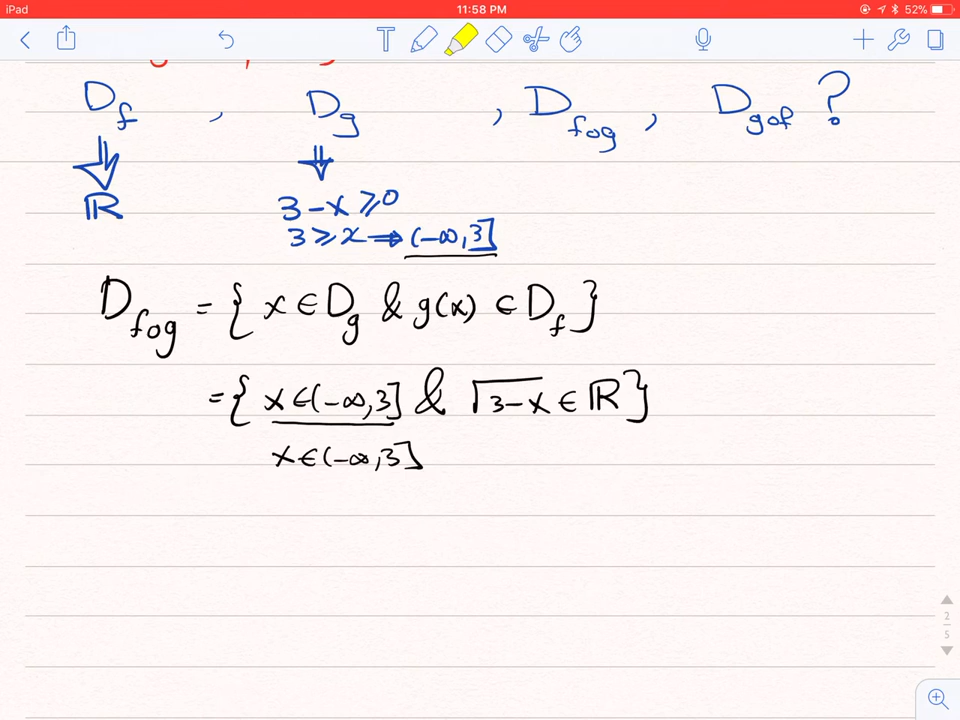 iPad 11:58 PM 52%
T
D_f , D_g , D_fog , D_gof ?
⇓ ⇓
ℝ 3-x ≥ 0
3 ≥ x ⇒ (-∞, 3]
D_fog = { x ∈ D_g & g(x) ∈ D_f }
= { x ∈ (-∞, 3] & √3-x ∈ ℝ }
x ∈ (-∞, 3]
2
5